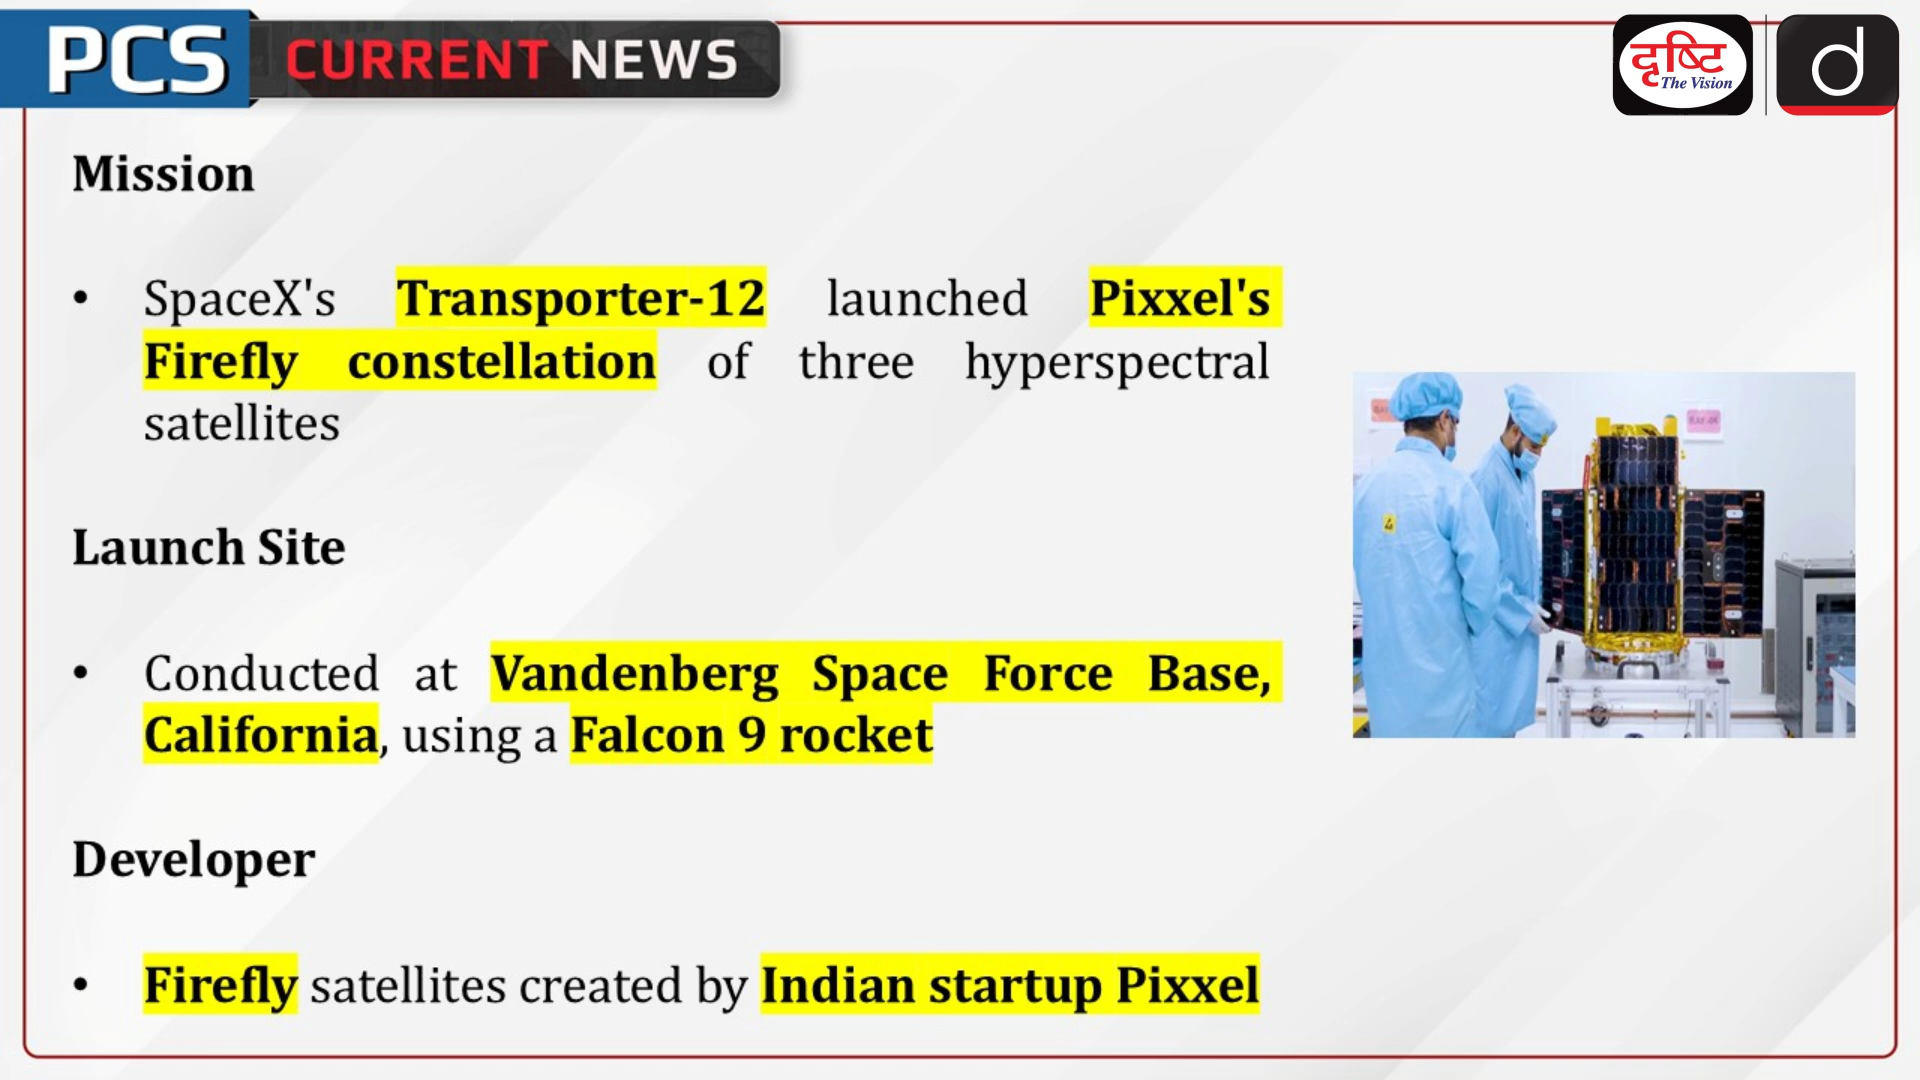 PCS CURRENT NEWS
दृष्टि
The Vision
d
Mission
• SpaceX's Transporter-12 launched Pixxel's
Firefly constellation of three hyperspectral
satellites
Launch Site
• Conducted at Vandenberg Space Force Base,
California, using a Falcon 9 rocket
Developer
• Firefly satellites created by Indian startup Pixxel